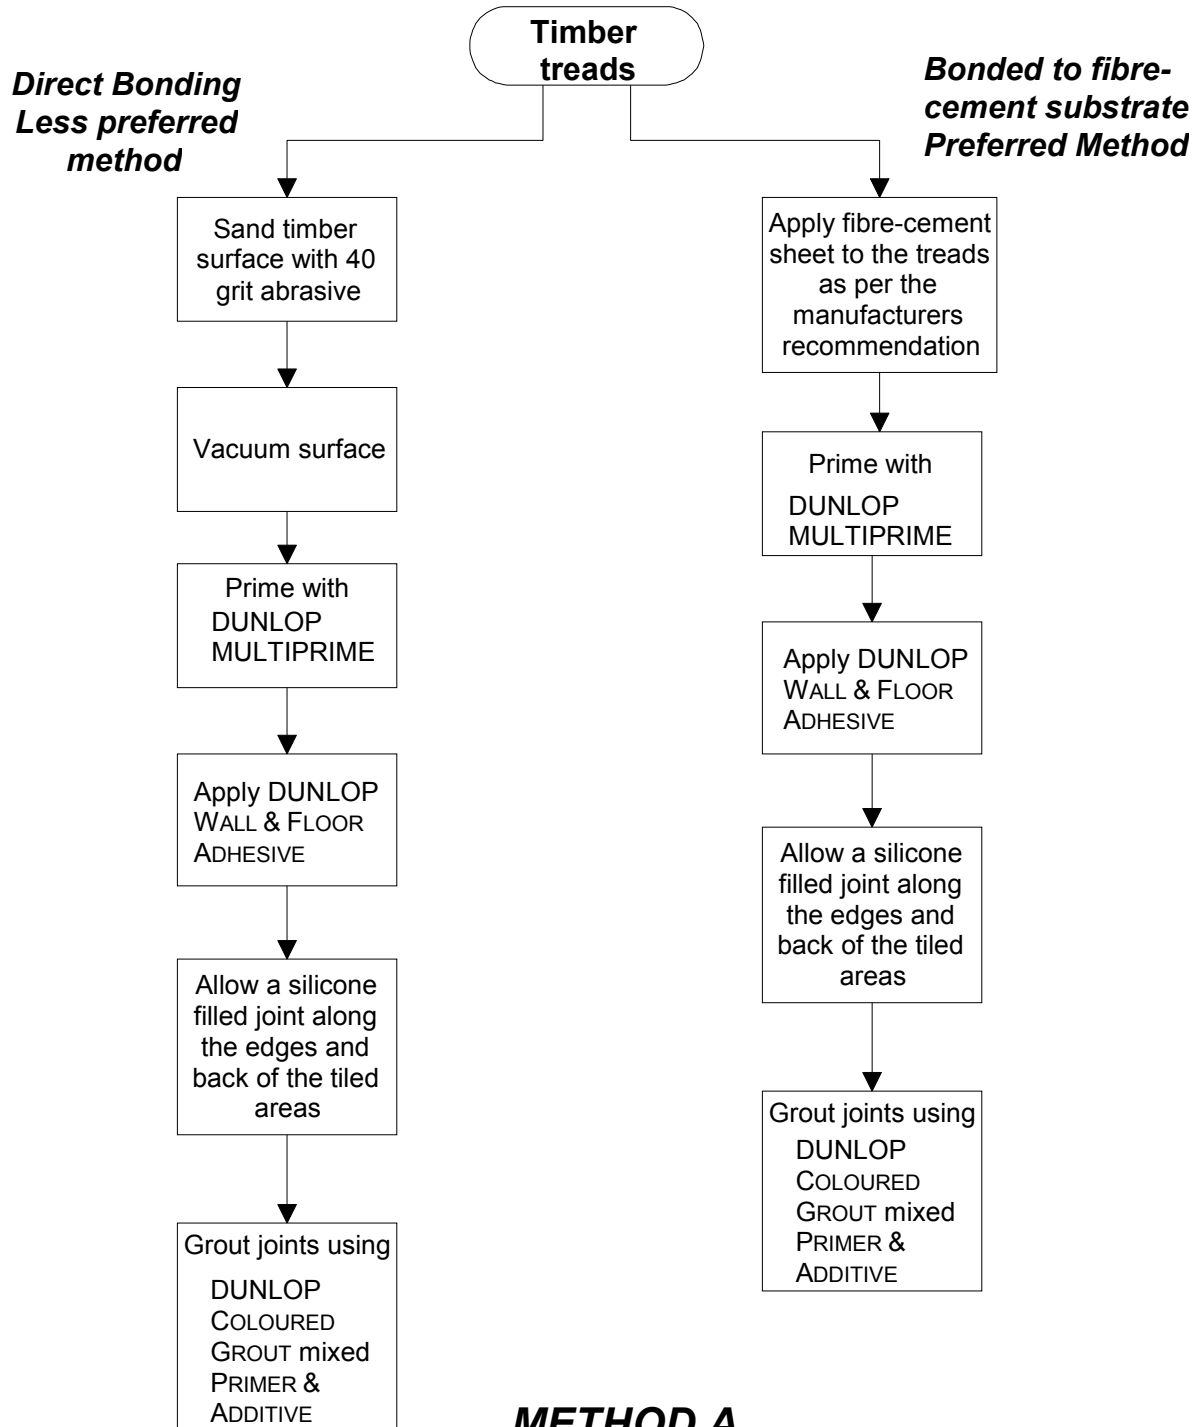 Timber
treads
Direct Bonding
Less preferred
method
Sand timber
surface with 40
grit abrasive
Vacuum surface
Prime with
DUNLOP
MULTIPRIME
Apply DUNLOP
WALL & FLOOR
ADHESIVE
Allow a silicone
filled joint along
the edges and
back of the tiled
areas
Grout joints using
DUNLOP
COLOURED
GROUT mixed
PRIMER &
ADDITIVE
Bonded to fibre-
cement substrate
Preferred Method
Apply fibre-cement
sheet to the treads
as per the
manufacturers
recommendation
Prime with
DUNLOP
MULTIPRIME
Apply DUNLOP
WALL & FLOOR
ADHESIVE
Allow a silicone
filled joint along
the edges and
back of the tiled
areas
Grout joints using
DUNLOP
COLOURED
GROUT mixed
PRIMER &
ADDITIVE
METHOD A